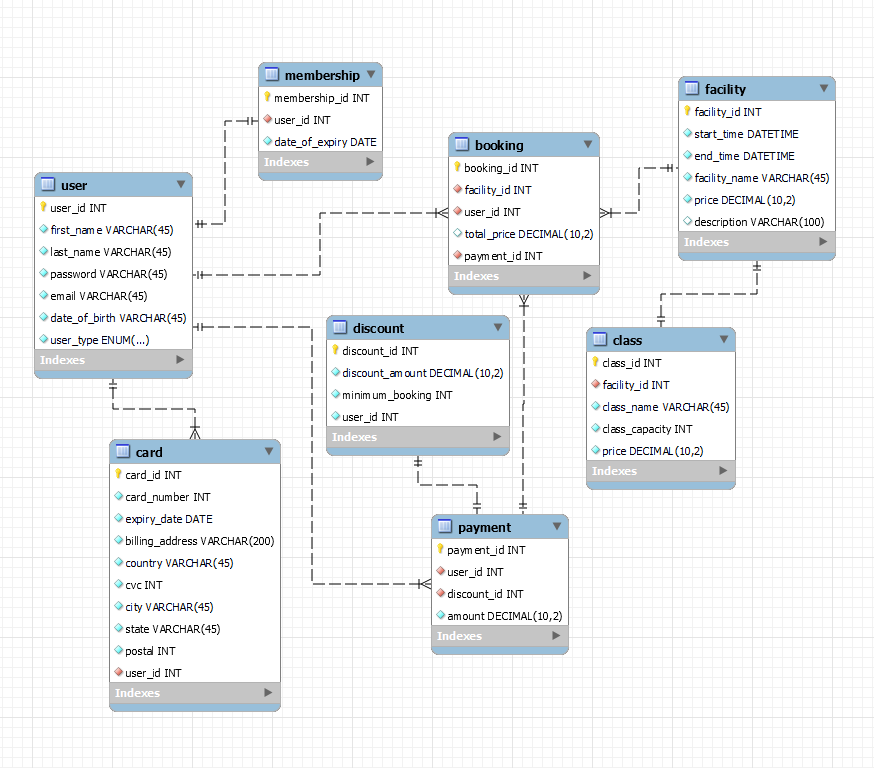 membership
membership_id INT
user_id INT
date_of_expiry DATE
Indexes
facility
facility_id INT
start_time DATETIME
end_time DATETIME
facility_name VARCHAR(45)
price DECIMAL(10,2)
description VARCHAR(100)
Indexes
booking
booking_id INT
facility_id INT
user_id INT
total_price DECIMAL(10,2)
payment_id INT
Indexes
user
user_id INT
first_name VARCHAR(45)
last_name VARCHAR(45)
password VARCHAR(45)
email VARCHAR(45)
date_of_birth VARCHAR(45)
user_type ENUM(...)
Indexes
discount
discount_id INT
discount_amount DECIMAL(10,2)
minimum_booking INT
user_id INT
Indexes
class
class_id INT
facility_id INT
class_name VARCHAR(45)
class_capacity INT
price DECIMAL(10,2)
Indexes
card
card_id INT
card_number INT
expiry_date DATE
billing_address VARCHAR(200)
country VARCHAR(45)
cvc INT
city VARCHAR(45)
state VARCHAR(45)
postal INT
user_id INT
Indexes
payment
payment_id INT
user_id INT
discount_id INT
amount DECIMAL(10,2)
Indexes